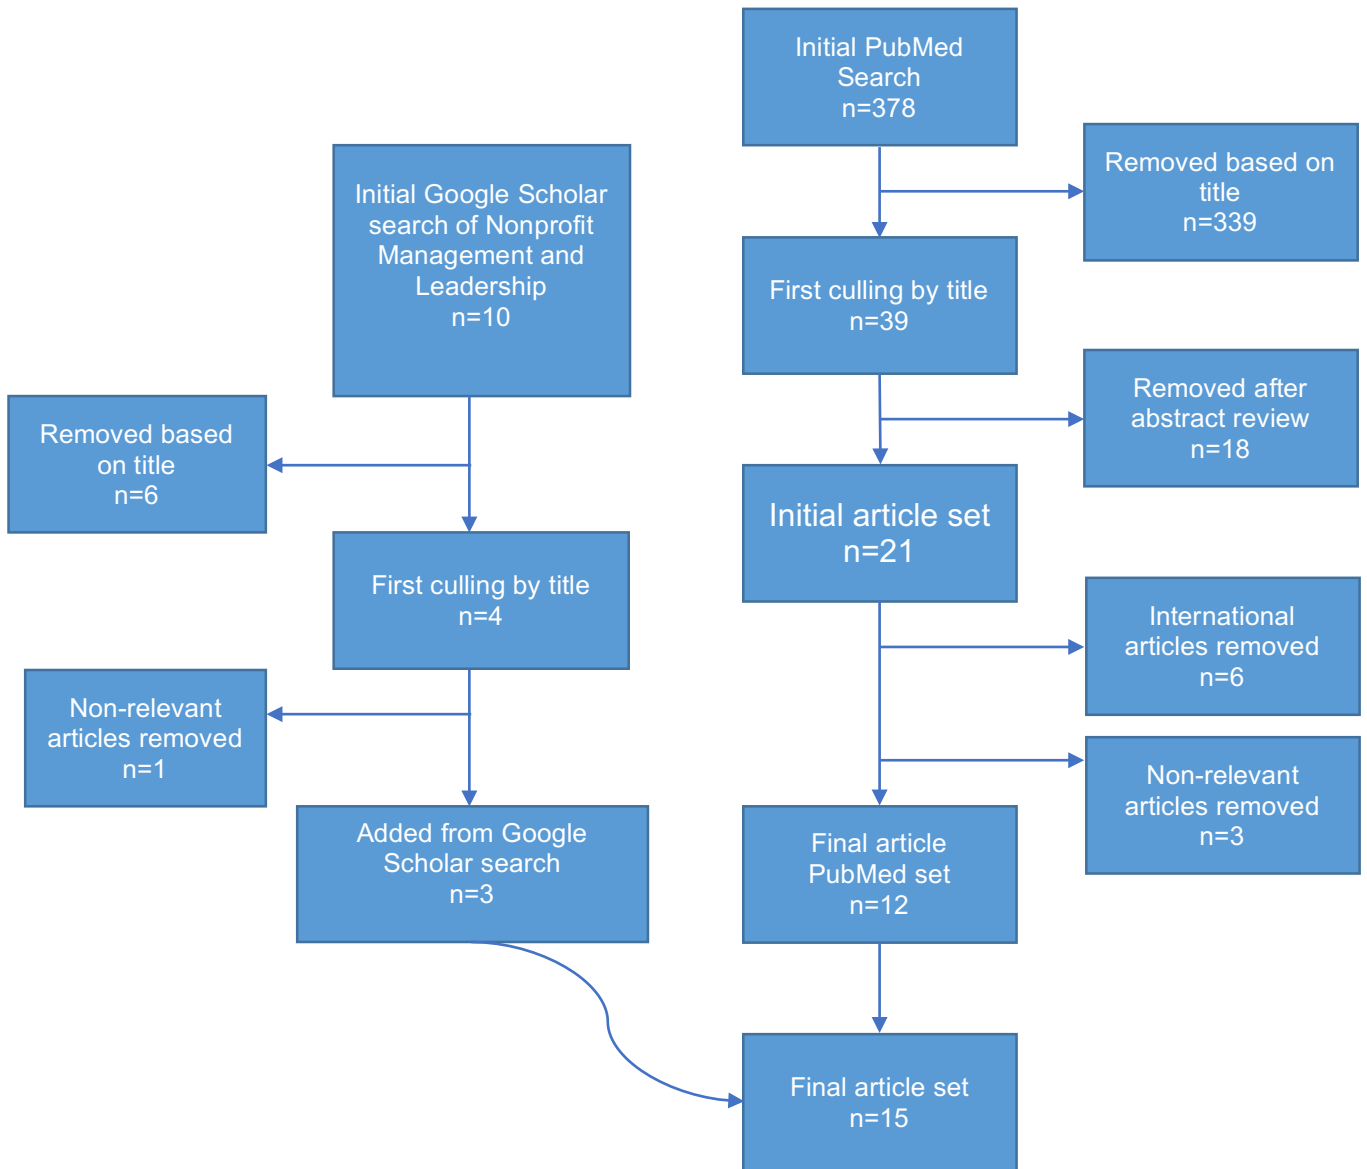 Initial PubMed
Search
n=378
Removed based on
title
n=339
First culling by title
n=39
Removed after
abstract review
n=18
Initial article set
n=21
International
articles removed
n=6
Non-relevant
articles removed
n=3
Final article
PubMed set
n=12
Initial Google Scholar
search of Nonprofit
Management and
Leadership
n=10
Removed based
on title
n=6
First culling by title
n=4
Non-relevant
articles removed
n=1
Added from Google
Scholar search
n=3
Final article set
n=15